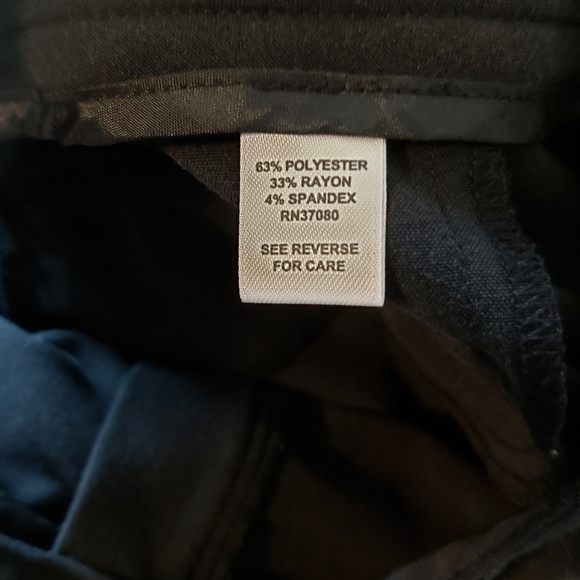 63% POLYESTER
33% RAYON
4% SPANDEX
RN37080
SEE REVERSE
FOR CARE